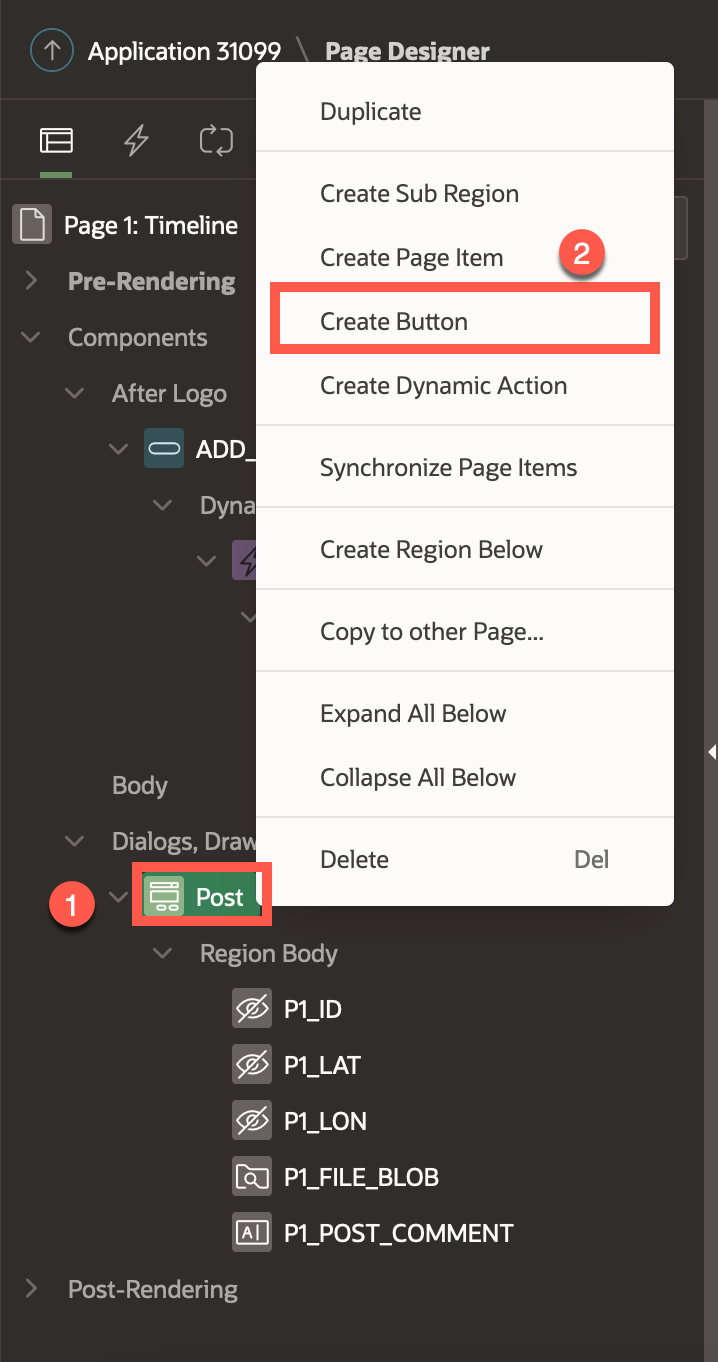 Application 31099 \ Page Designer
Page 1: Timeline
Pre-Rendering
Components
After Logo
ADD_
Dyna
Body
Dialogs, Draw
1
Post
Region Body
P1_ID
P1_LAT
P1_LON
P1_FILE_BLOB
A|
P1_POST_COMMENT
Post-Rendering
Duplicate
Create Sub Region
Create Page Item
2
Create Button
Create Dynamic Action
Synchronize Page Items
Create Region Below
Copy to other Page...
Expand All Below
Collapse All Below
Delete Del